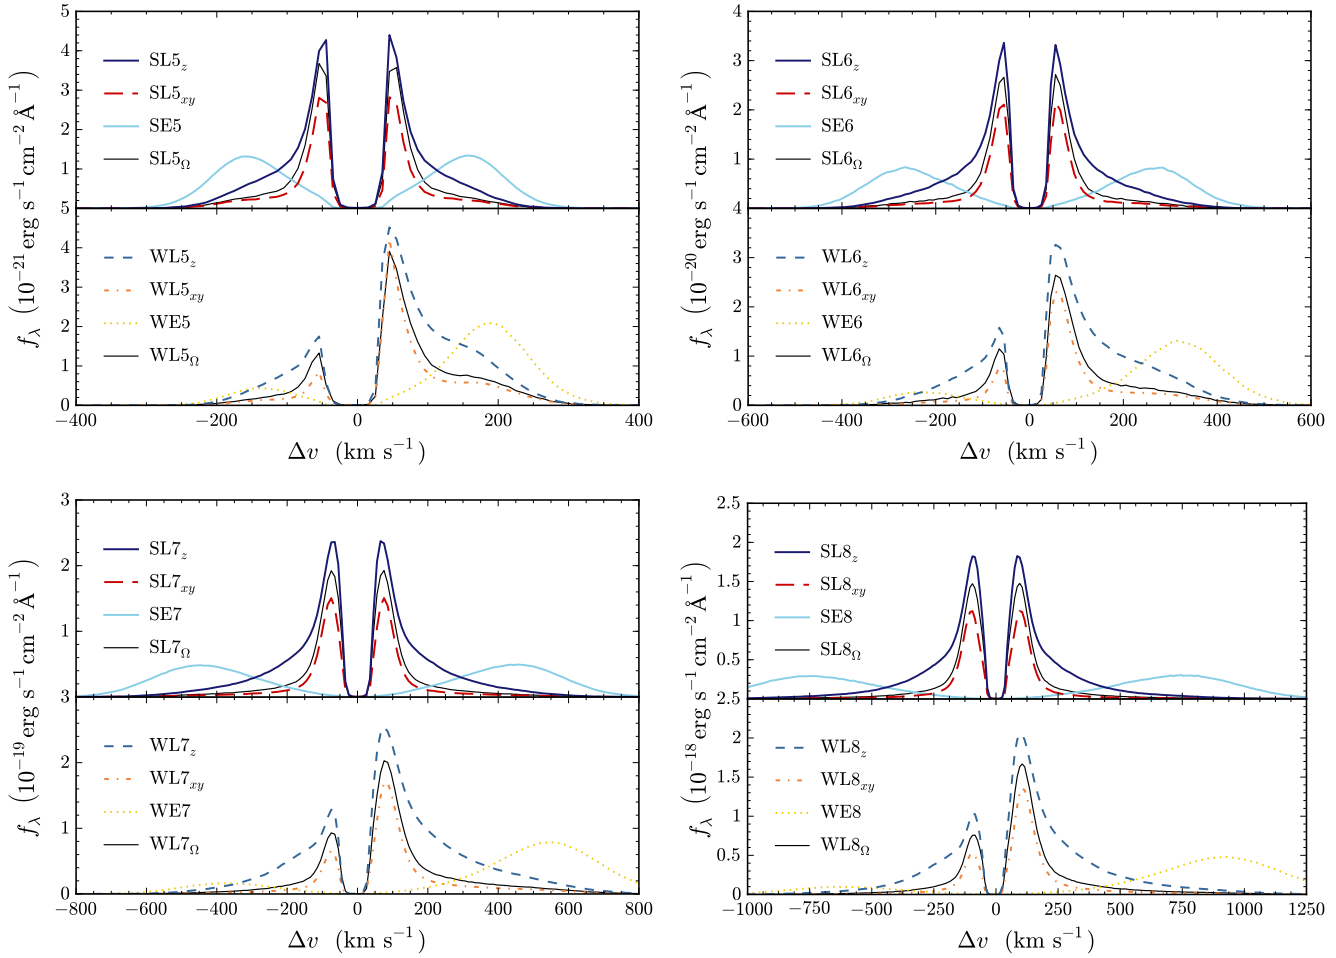 5
4
3
2
1
5
SL5z
SL5xy
SE5
SL5Ω
4
3
2
1
0
WL5z
WL5xy
WE5
WL5Ω
−400 −200 0 200 400
Δv (km s−1)
fλ (10−21 erg s−1 cm−2 Å−1)
4
3
2
1
4
SL6z
SL6xy
SE6
SL6Ω
3
2
1
0
WL6z
WL6xy
WE6
WL6Ω
−600 −400 −200 0 200 400 600
Δv (km s−1)
fλ (10−20 erg s−1 cm−2 Å−1)
3
2
1
3
SL7z
SL7xy
SE7
SL7Ω
2
1
0
WL7z
WL7xy
WE7
WL7Ω
−800 −600 −400 −200 0 200 400 600 800
Δv (km s−1)
fλ (10−19 erg s−1 cm−2 Å−1)
2.5
2
1.5
1
0.5
2.5
SL8z
SL8xy
SE8
SL8Ω
2
1.5
1
0.5
0
WL8z
WL8xy
WE8
WL8Ω
−1000 −750 −500 −250 0 250 500 750 1000 1250
Δv (km s−1)
fλ (10−18 erg s−1 cm−2 Å−1)